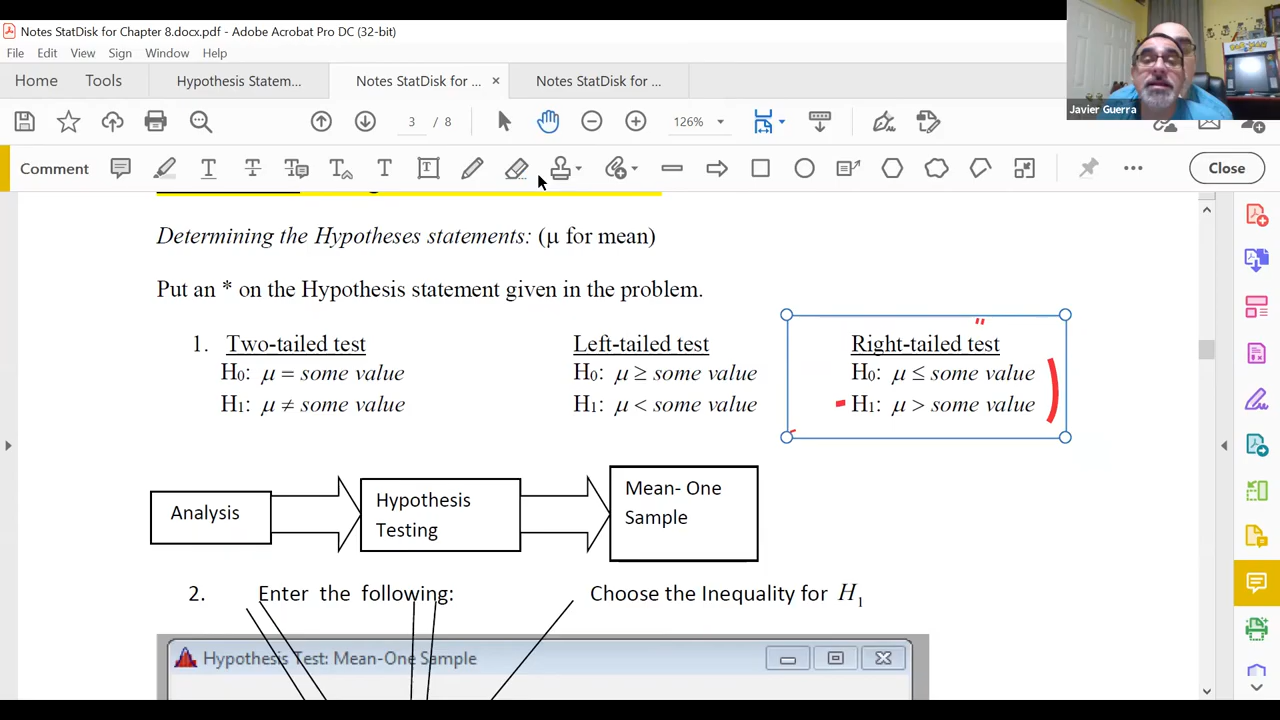 Notes StatDisk for Chapter 8.docx.pdf - Adobe Acrobat Pro DC (32-bit)
File Edit View Sign Window Help
Home Tools Hypothesis Statem... Notes StatDisk for ... × Notes StatDisk for ...
/ 8 126%
Javier Guerra
Comment Close
Determining the Hypotheses statements: (μ for mean)
Put an * on the Hypothesis statement given in the problem.
1. Two-tailed test Left-tailed test Right-tailed test
H0: μ = some value H0: μ ≥ some value H0: μ ≤ some value
H1: μ ≠ some value H1: μ < some value H1: μ > some value
Analysis
Hypothesis
Testing
Mean- One
Sample
2. Enter the following: Choose the Inequality for H1
Hypothesis Test: Mean-One Sample